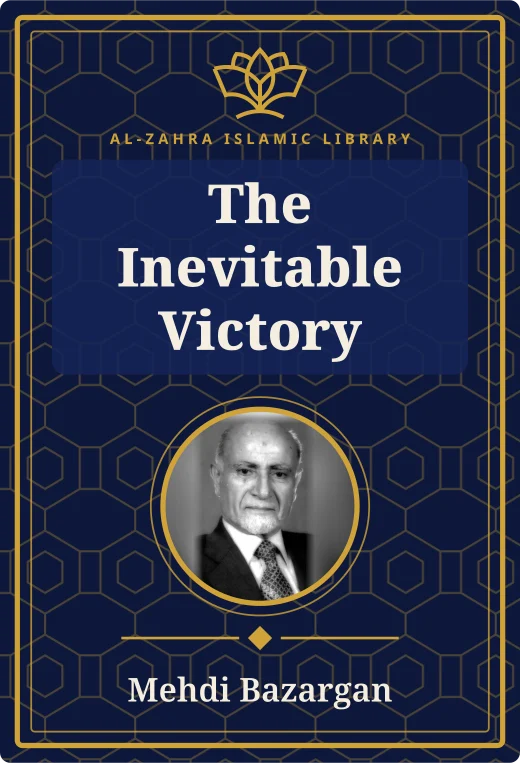 AL-ZAHRA ISLAMIC LIBRARY
The
Inevitable
Victory
Mehdi Bazargan